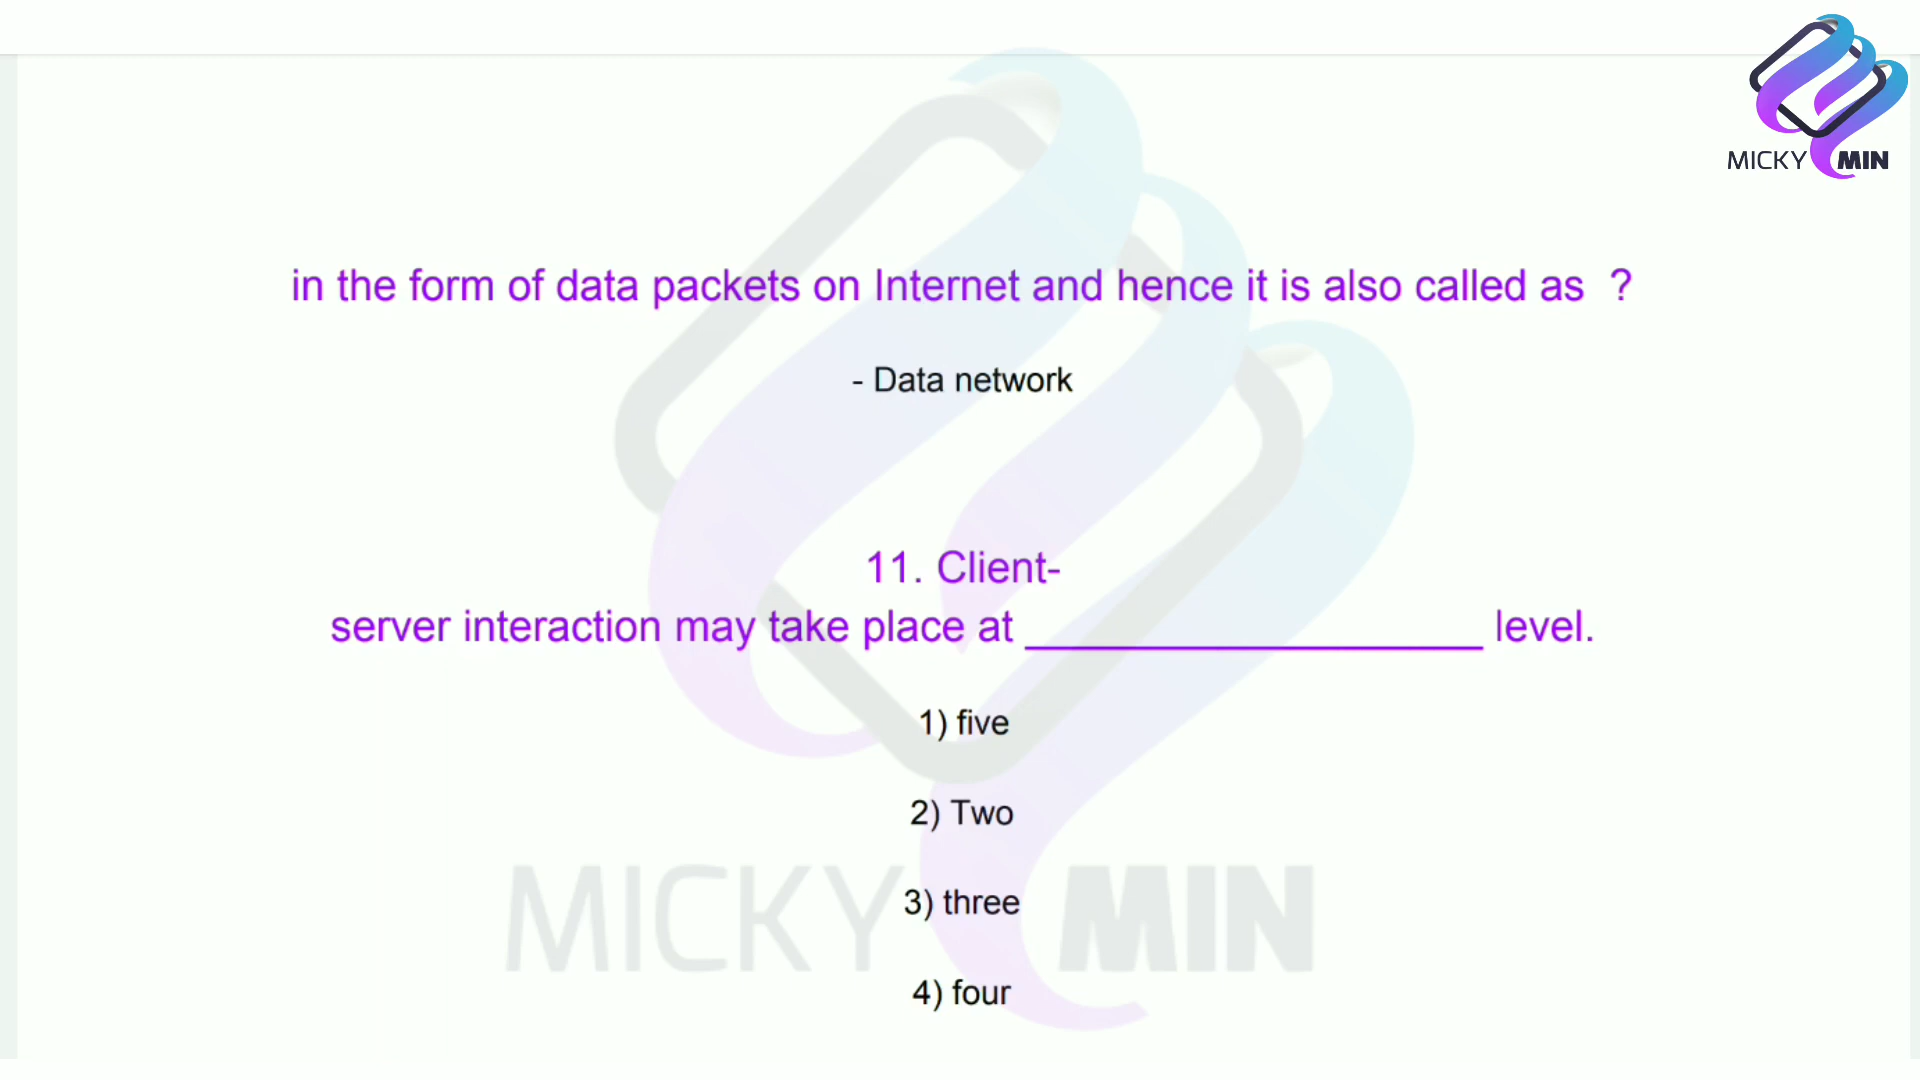 MICKY MIN
in the form of data packets on Internet and hence it is also called as ?
- Data network
11. Client-
server interaction may take place at ___________________ level.
1) five
2) Two
3) three
4) four
MICKY MIN